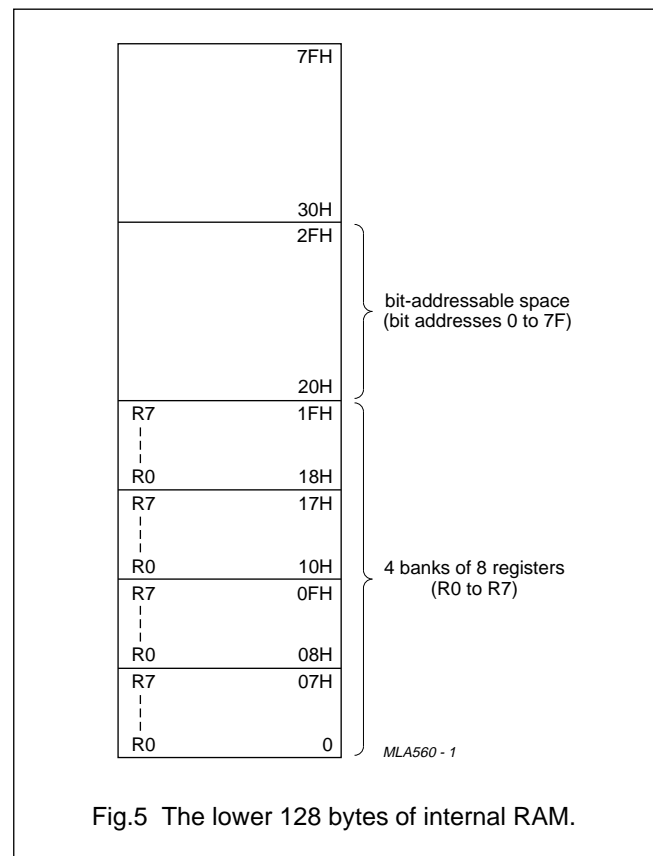 7FH
30H
2FH
bit-addressable space
(bit addresses 0 to 7F)
20H
R7 1FH
R0 18H
R7 17H
R0 10H
4 banks of 8 registers
(R0 to R7)
R7 0FH
R0 08H
R7 07H
R0 0
MLA560 - 1
Fig.5 The lower 128 bytes of internal RAM.